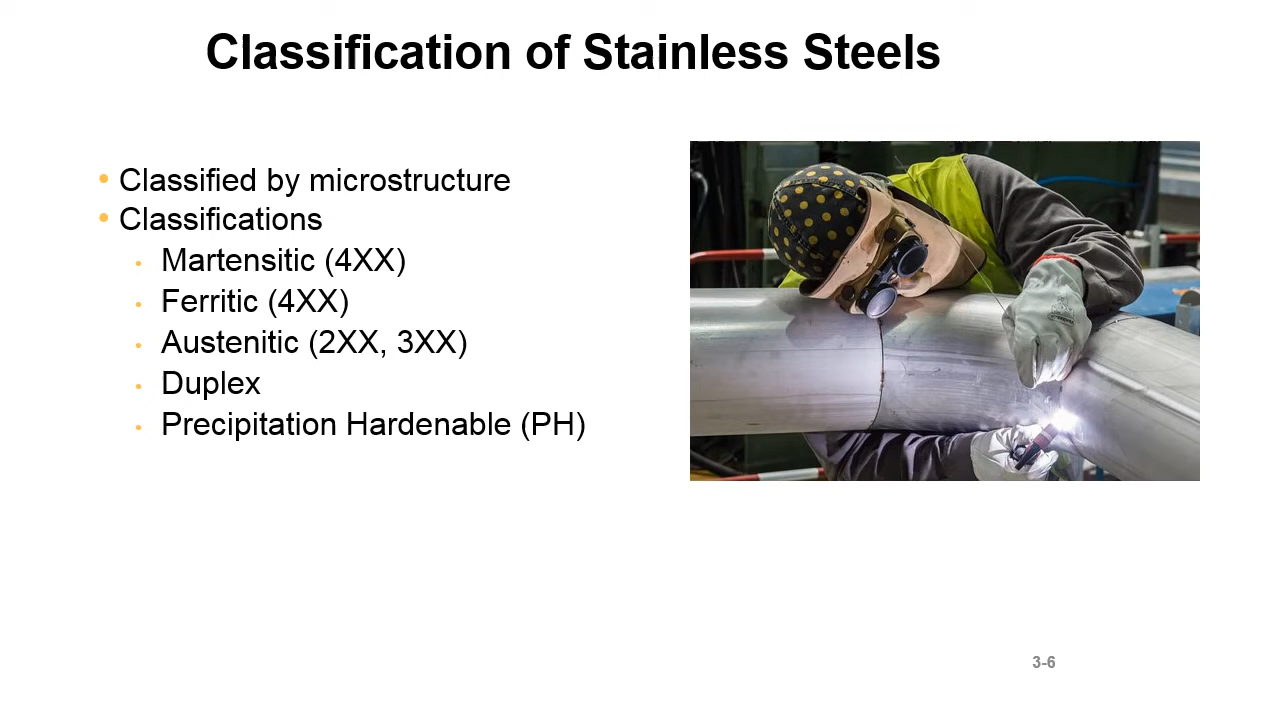 Classification of Stainless Steels
• Classified by microstructure
• Classifications
• Martensitic (4XX)
• Ferritic (4XX)
• Austenitic (2XX, 3XX)
• Duplex
• Precipitation Hardenable (PH)
3-6